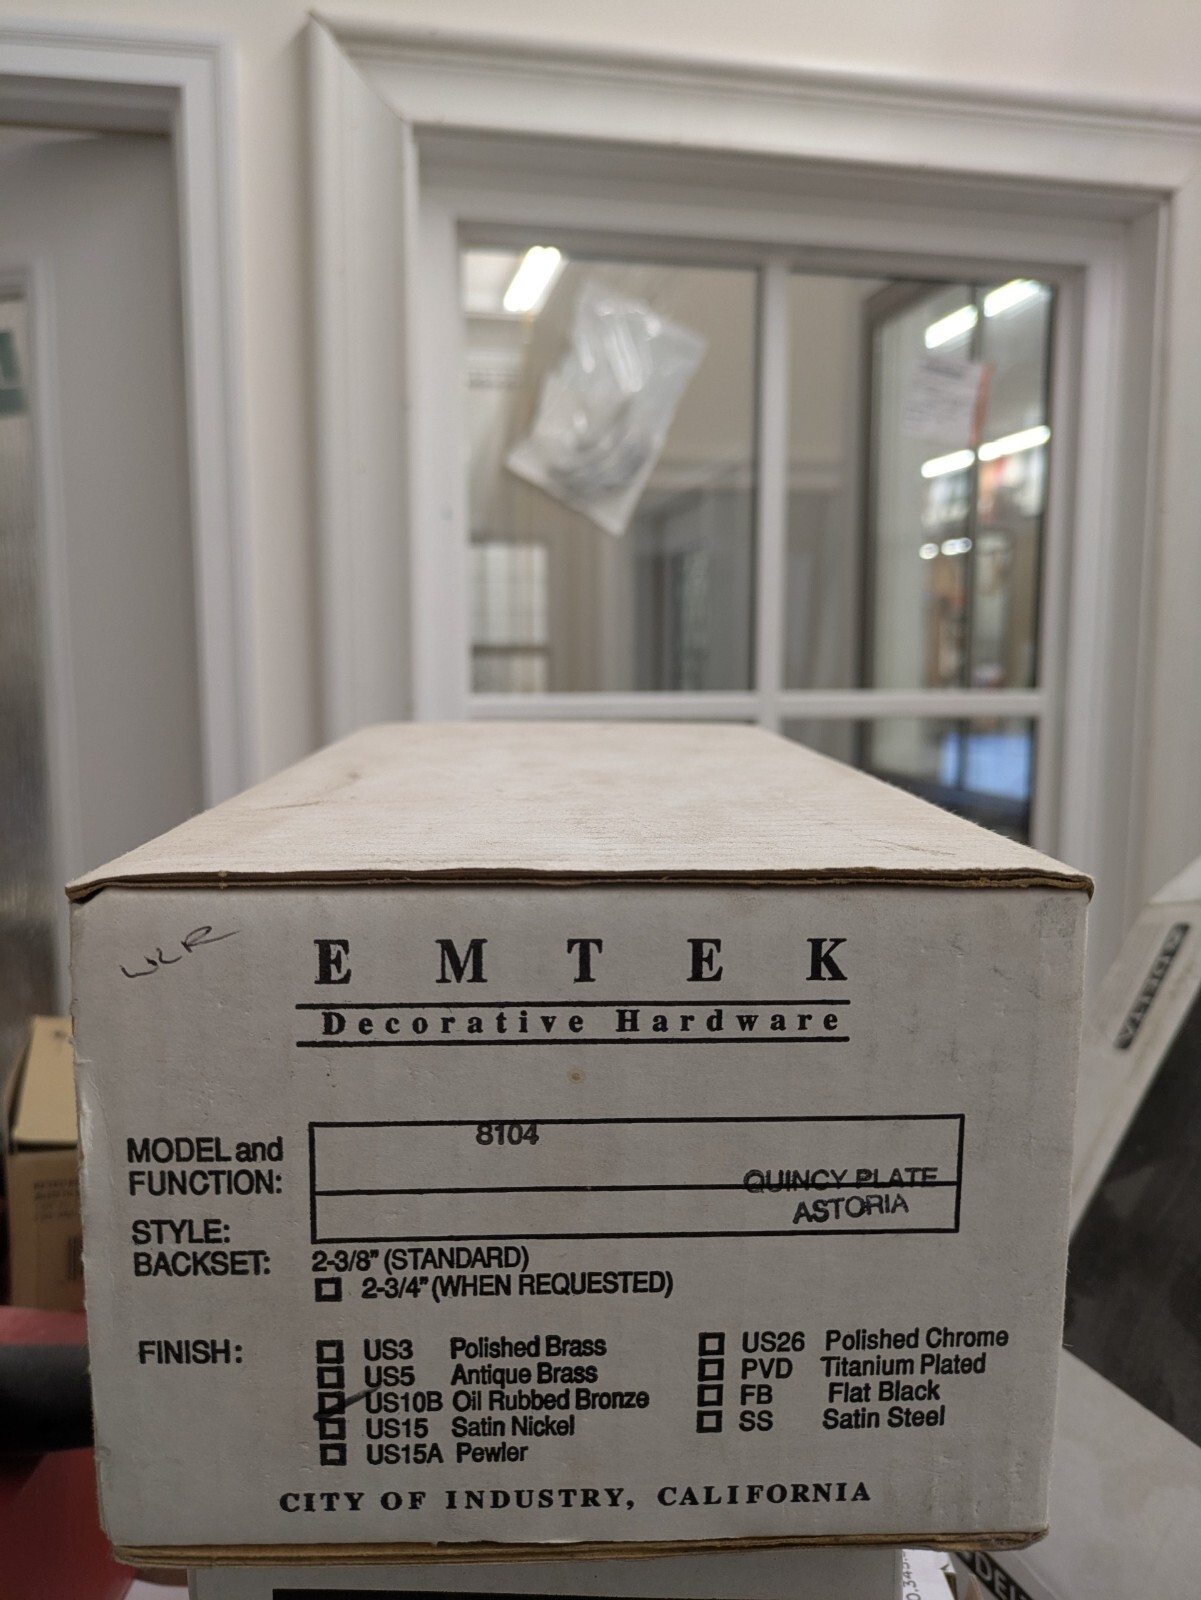 WLR
EMTEK
Decorative Hardware
MODEL and FUNCTION:
8104
QUINCY PLATE
STYLE:
ASTORIA
BACKSET: 2-3/8" (STANDARD)
2-3/4" (WHEN REQUESTED)
FINISH:
US3 Polished Brass
US5 Antique Brass
US10B Oil Rubbed Bronze
US15 Satin Nickel
US15A Pewler
US26 Polished Chrome
PVD Titanium Plated
FB Flat Black
SS Satin Steel
CITY OF INDUSTRY, CALIFORNIA